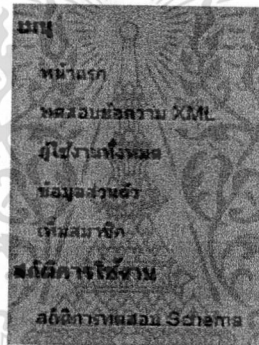 เมนู
หน้าแรก
ทดสอบข้อความ XML
ผู้ใช้งานทั้งหมด
ข้อมูลส่วนตัว
เพิ่มสมาชิก
สถิติการใช้งาน
สถิติการทดสอบ Schema